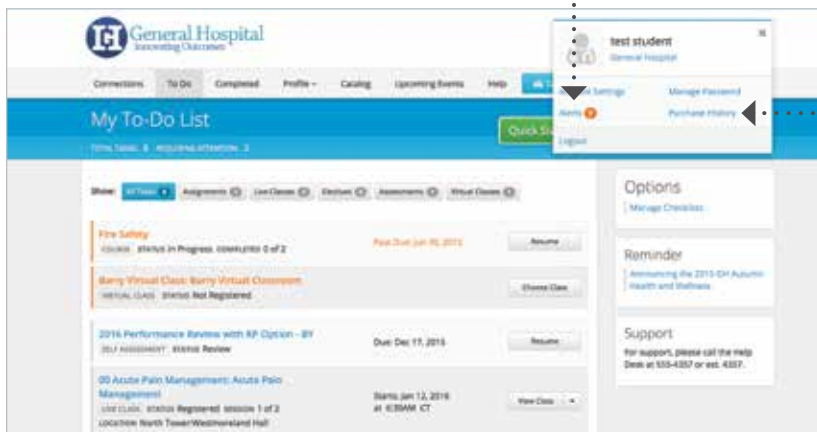 General Hospital
Innovating Outcomes
test student
General Hospital
Connections To Do Completed Profile Catalog Upcoming Events Help
Settings Manage Password
Alerts Purchase History
Logout
My To-Do List
Quick
TOTAL TASKS: REQUIRING ATTENTION:
Show: All Tasks Assignments Live Classes Electives Assessments Virtual Classes
Fire Safety
COURSE STATUS In Progress COMPLETED 0 of 2
Past Due Jun 30, 2015
Resume
Barry Virtual Class: Barry Virtual Classroom
VIRTUAL CLASS STATUS Not Registered
Choose Class
2016 Performance Review with RP Option - BY
SELF ASSESSMENT STATUS Review
Due: Dec 17, 2015
Resume
00 Acute Pain Management: Acute Pain
Management
LIVE CLASS STATUS Registered SESSION 1 of 2
LOCATION North Tower/Westmoreland Hall
Starts: Jan 12, 2016
at 6:30AM CT
View Class
Options
Manage Checklists
Reminder
Announcing the 2015 GH Autumn
Health and Wellness
Support
For support, please call the Help
Desk at 555-4357 or ext. 4357.